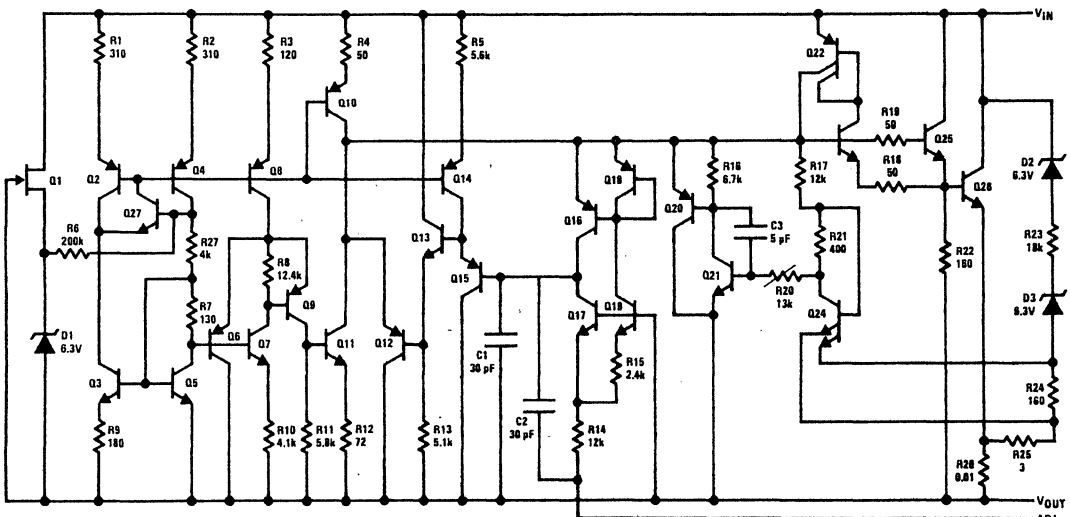 VIN
R1
310
R2
310
R3
120
R4
50
R5
5.6k
Q22
Q10
R19
50
Q25
Q1
Q2
Q4
Q8
Q14
Q18
R16
6.7k
R17
12k
R18
50
Q26
D2
6.3V
Q27
R6
200k
R27
4k
Q13
Q16
Q20
C3
5 pF
R21
400
R22
160
R23
18k
R8
12.4k
Q15
Q21
R20
13k
D3
6.3V
R7
130
Q9
Q17
Q19
Q24
D1
6.3V
Q6
Q7
Q11
Q12
C1
30 pF
R15
2.4k
Q3
Q5
R24
160
C2
30 pF
R9
180
R10
4.1k
R11
5.8k
R12
72
R13
5.1k
R14
12k
R25
3
R26
0.01
VOUT